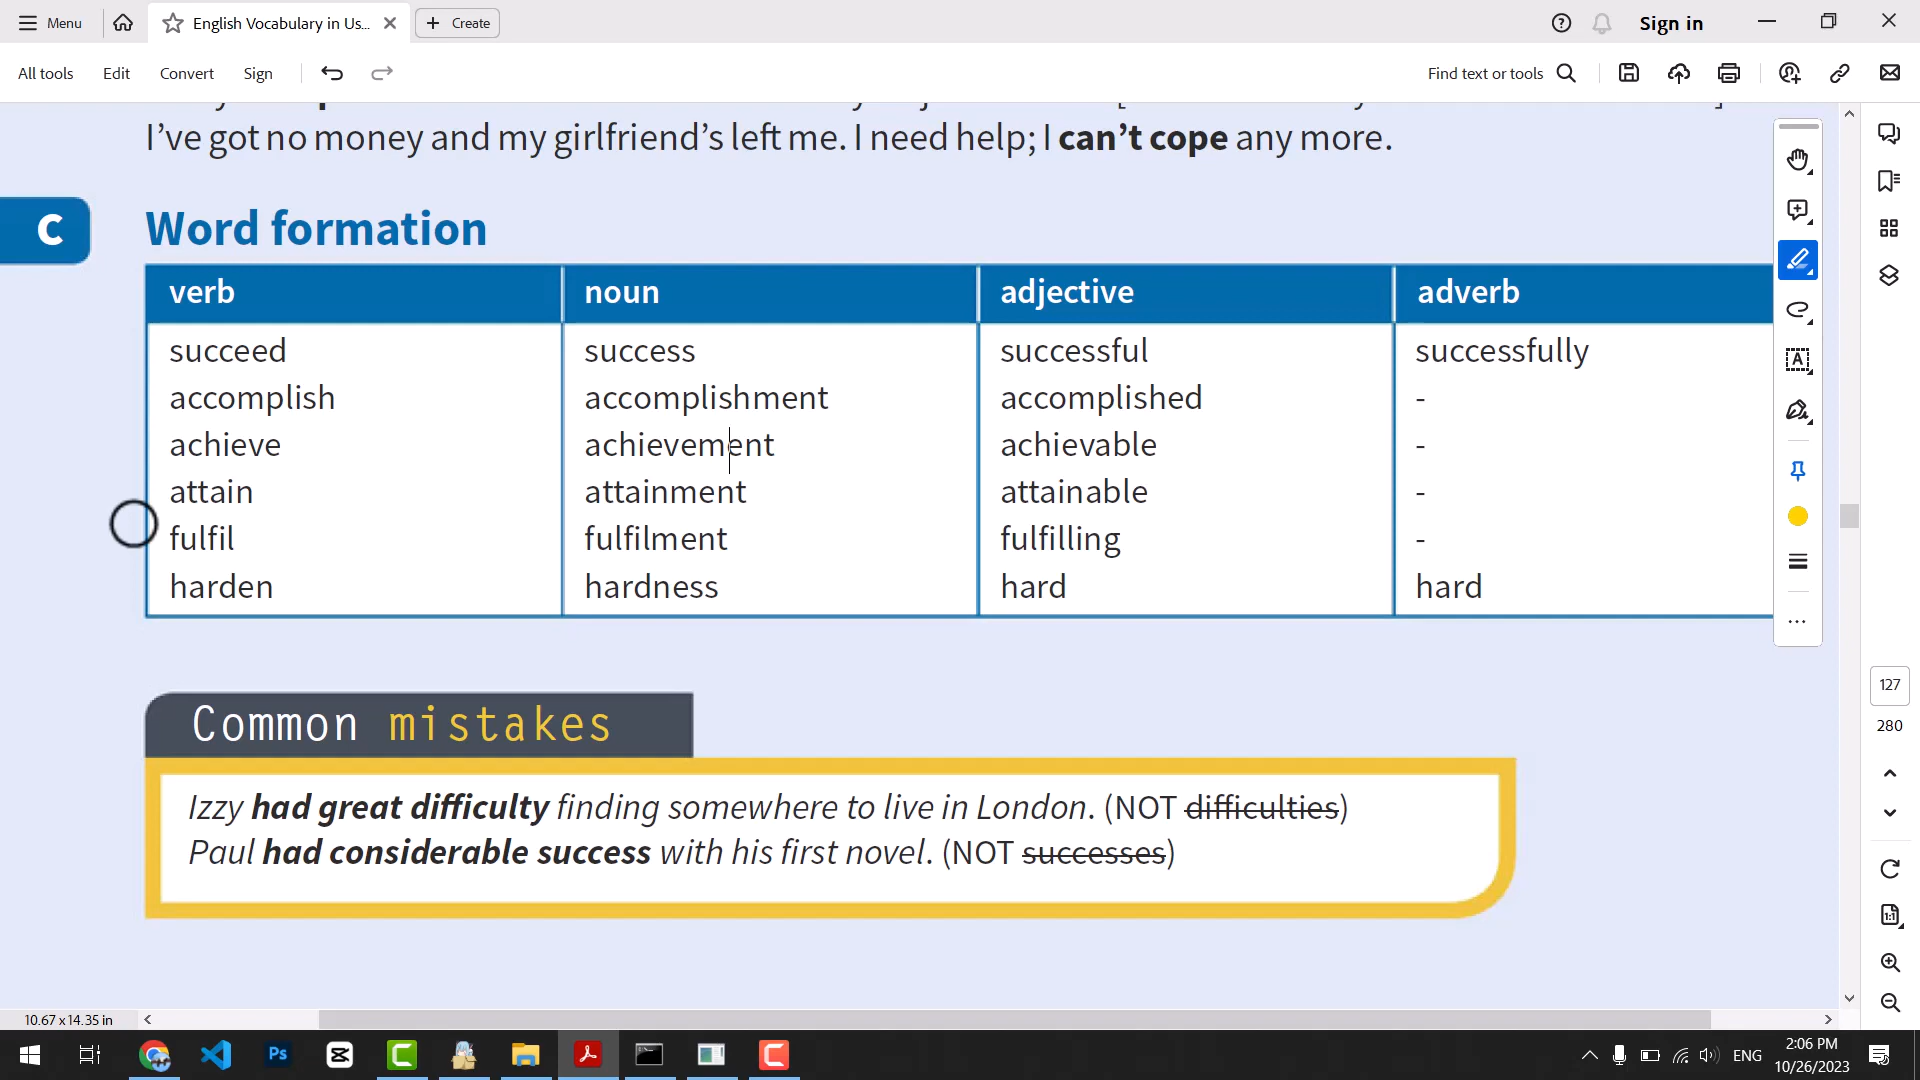 Menu
English Vocabulary in Us...
Create
Sign in
All tools
Edit
Convert
Sign
Find text or tools
I've got no money and my girlfriend's left me. I need help; I can't cope any more.
C
Word formation
verb noun adjective adverb
succeed success successful successfully
accomplish accomplishment accomplished -
achieve achievement achievable -
attain attainment attainable -
fulfil fulfilment fulfilling -
harden hardness hard hard
Common mistakes
Izzy had great difficulty finding somewhere to live in London. (NOT difficulties)
Paul had considerable success with his first novel. (NOT successes)
127
280
10.67 x 14.35 in
Ps
ENG
2:06 PM
10/26/2023